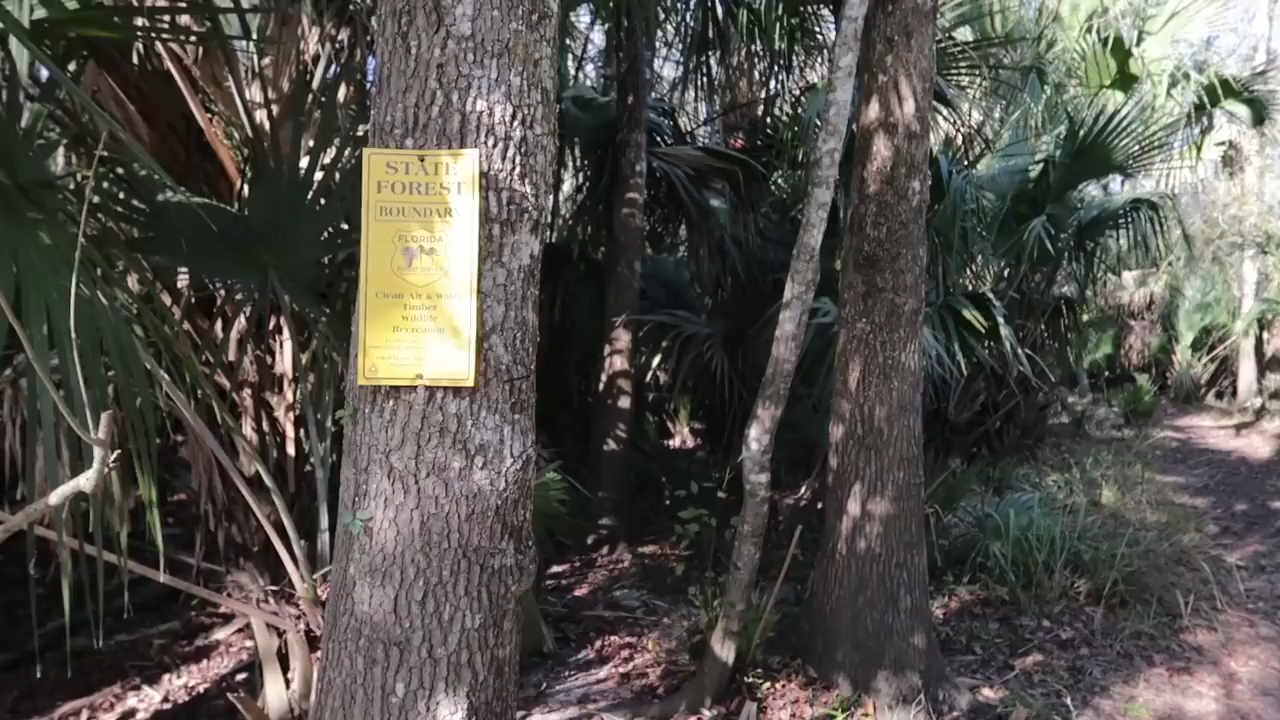 STATE
FOREST
BOUNDARY
FLORIDA
Clean Air & Water
Timber
Wildlife
Recreation